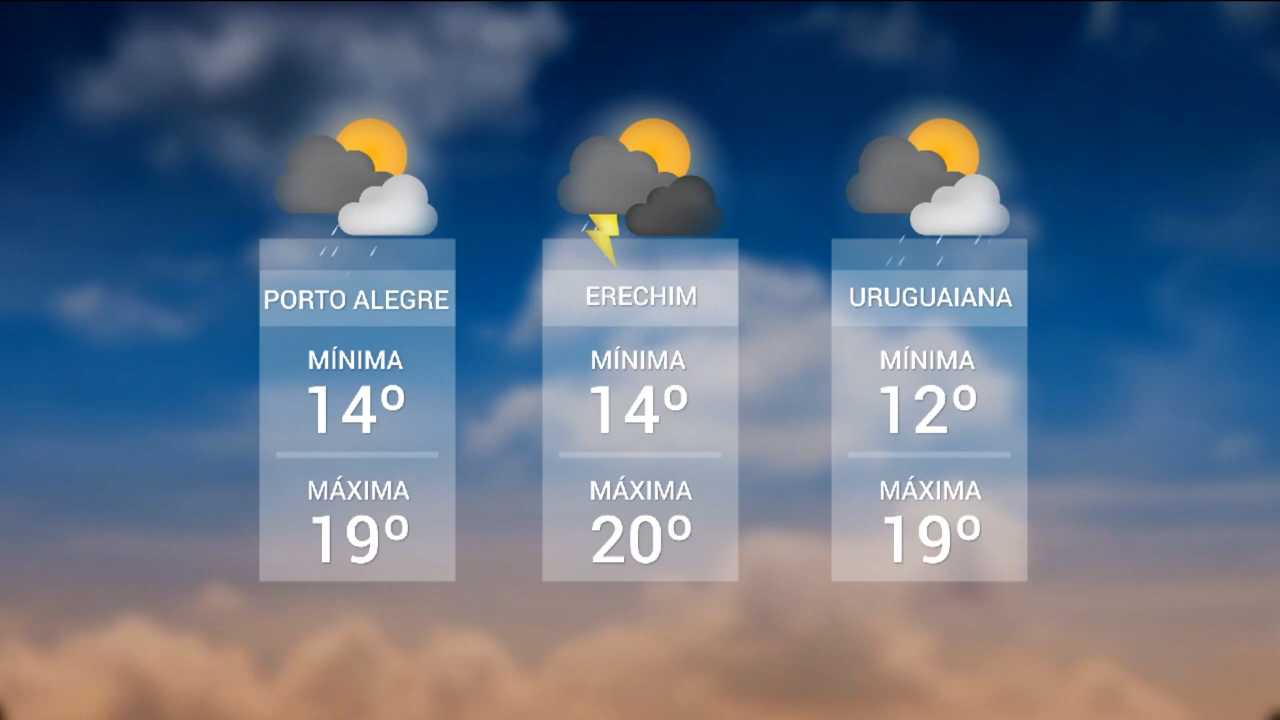 PORTO ALEGRE
MÍNIMA
14º
MÁXIMA
19º
ERECHIM
MÍNIMA
14º
MÁXIMA
20º
URUGUAIANA
MÍNIMA
12º
MÁXIMA
19º